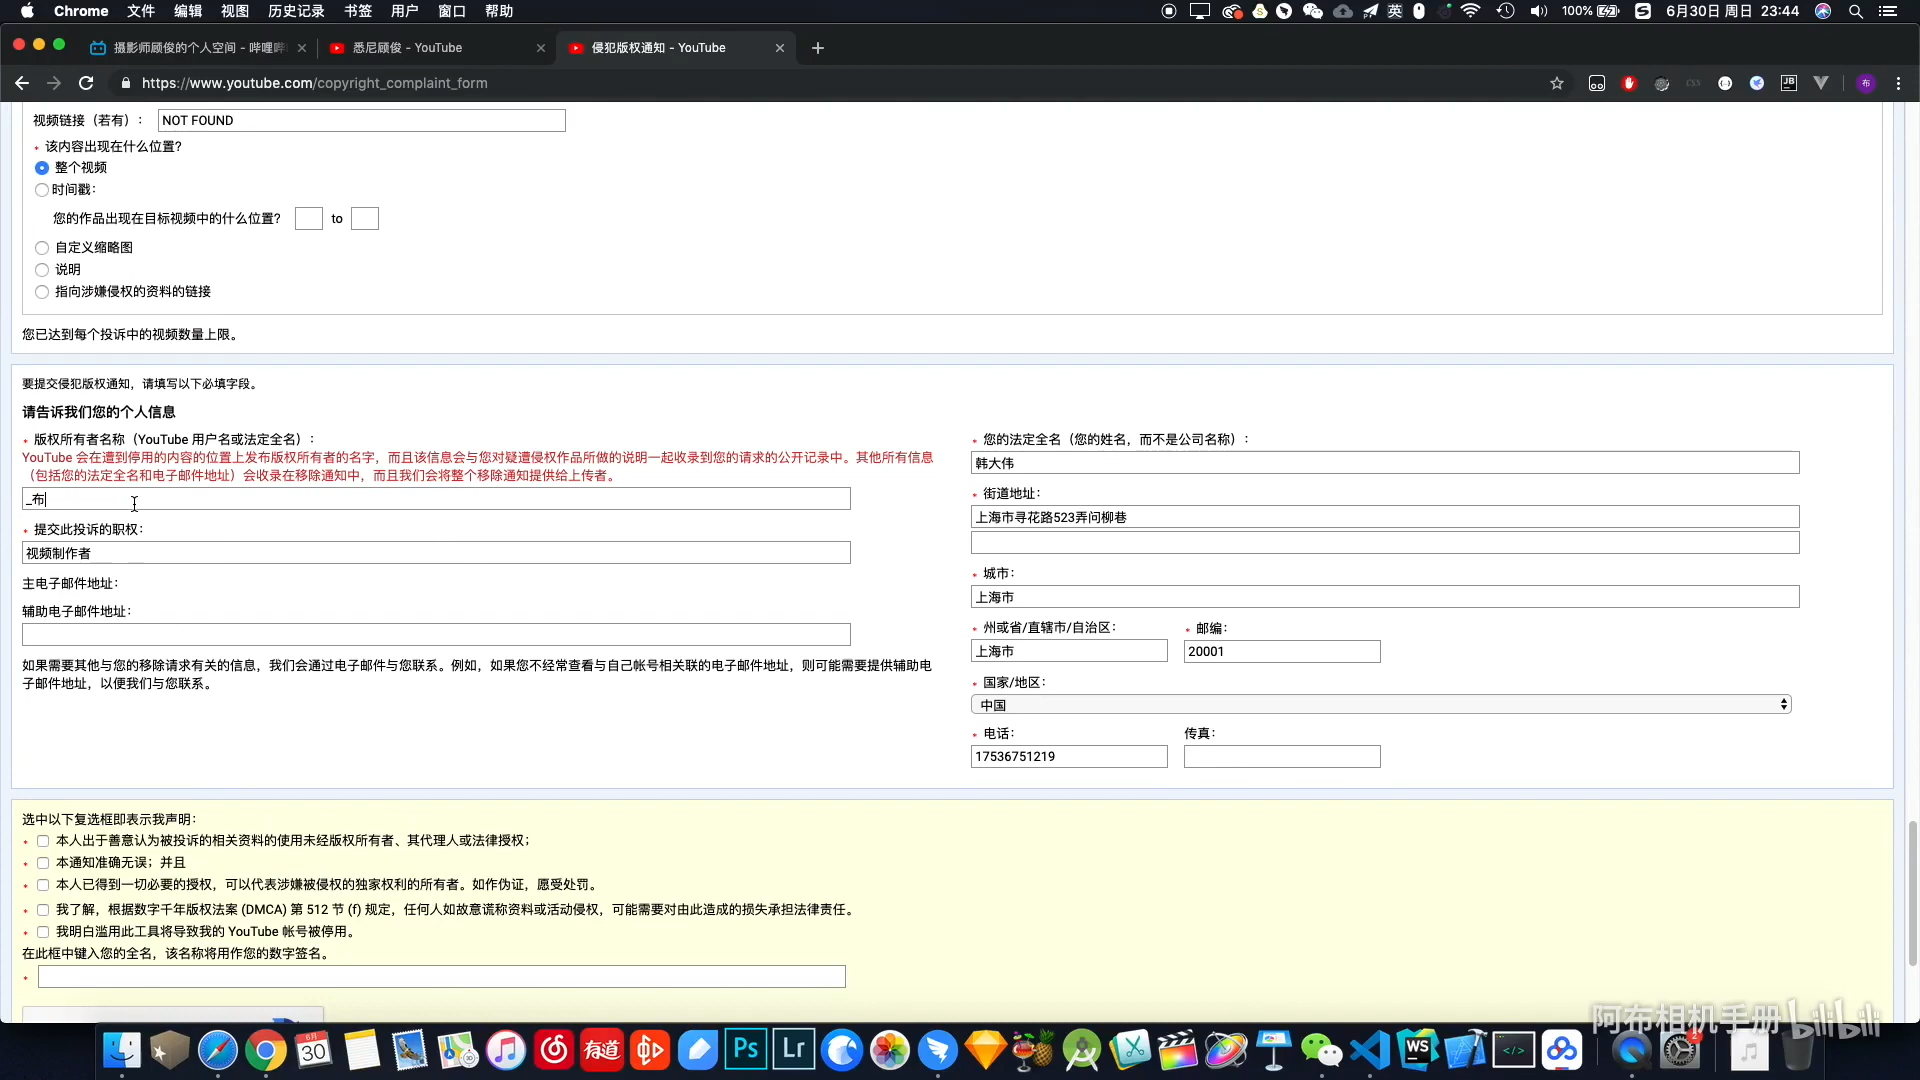 Chrome 文件 编辑 视图 历史记录 书签 用户 窗口 帮助 英 100% 6月30日 周日 23:44
摄影师顾俊的个人空间 - 哔哩哔 悉尼顾俊 - YouTube 侵犯版权通知 - YouTube
https://www.youtube.com/copyright_complaint_form CSS JB 布
视频链接（若有）： NOT FOUND
* 该内容出现在什么位置?
整个视频
时间戳:
您的作品出现在目标视频中的什么位置? to
自定义缩略图
说明
指向涉嫌侵权的资料的链接
您已达到每个投诉中的视频数量上限。
要提交侵犯版权通知，请填写以下必填字段。
请告诉我们您的个人信息
* 版权所有者名称（YouTube 用户名或法定全名）:
YouTube 会在遭到停用的内容的位置上发布版权所有者的名字，而且该信息会与您对疑遭侵权作品所做的说明一起收录到您的请求的公开记录中。其他所有信息
（包括您的法定全名和电子邮件地址）会收录在移除通知中，而且我们会将整个移除通知提供给上传者。
_布
* 提交此投诉的职权:
视频制作者
主电子邮件地址:
辅助电子邮件地址:
如果需要其他与您的移除请求有关的信息，我们会通过电子邮件与您联系。例如，如果您不经常查看与自己帐号相关联的电子邮件地址，则可能需要提供辅助电
子邮件地址，以便我们与您联系。
* 您的法定全名（您的姓名，而不是公司名称）:
韩大伟
* 街道地址:
上海市寻花路523弄问柳巷
* 城市:
上海市
* 州或省/直辖市/自治区: * 邮编:
上海市 20001
* 国家/地区:
中国
* 电话: 传真:
17536751219
选中以下复选框即表示我声明:
* 本人出于善意认为被投诉的相关资料的使用未经版权所有者、其代理人或法律授权;
* 本通知准确无误; 并且
* 本人已得到一切必要的授权，可以代表涉嫌被侵权的独家权利的所有者。如作伪证，愿受处罚。
* 我了解，根据数字千年版权法案 (DMCA) 第 512 节 (f) 规定，任何人如故意谎称资料或活动侵权，可能需要对由此造成的损失承担法律责任。
* 我明白滥用此工具将导致我的 YouTube 帐号被停用。
在此框中键入您的全名，该名称将用作您的数字签名。
*
阿布相机手册 bilibili
6月 30 有道 Ps Lr WS </> 2